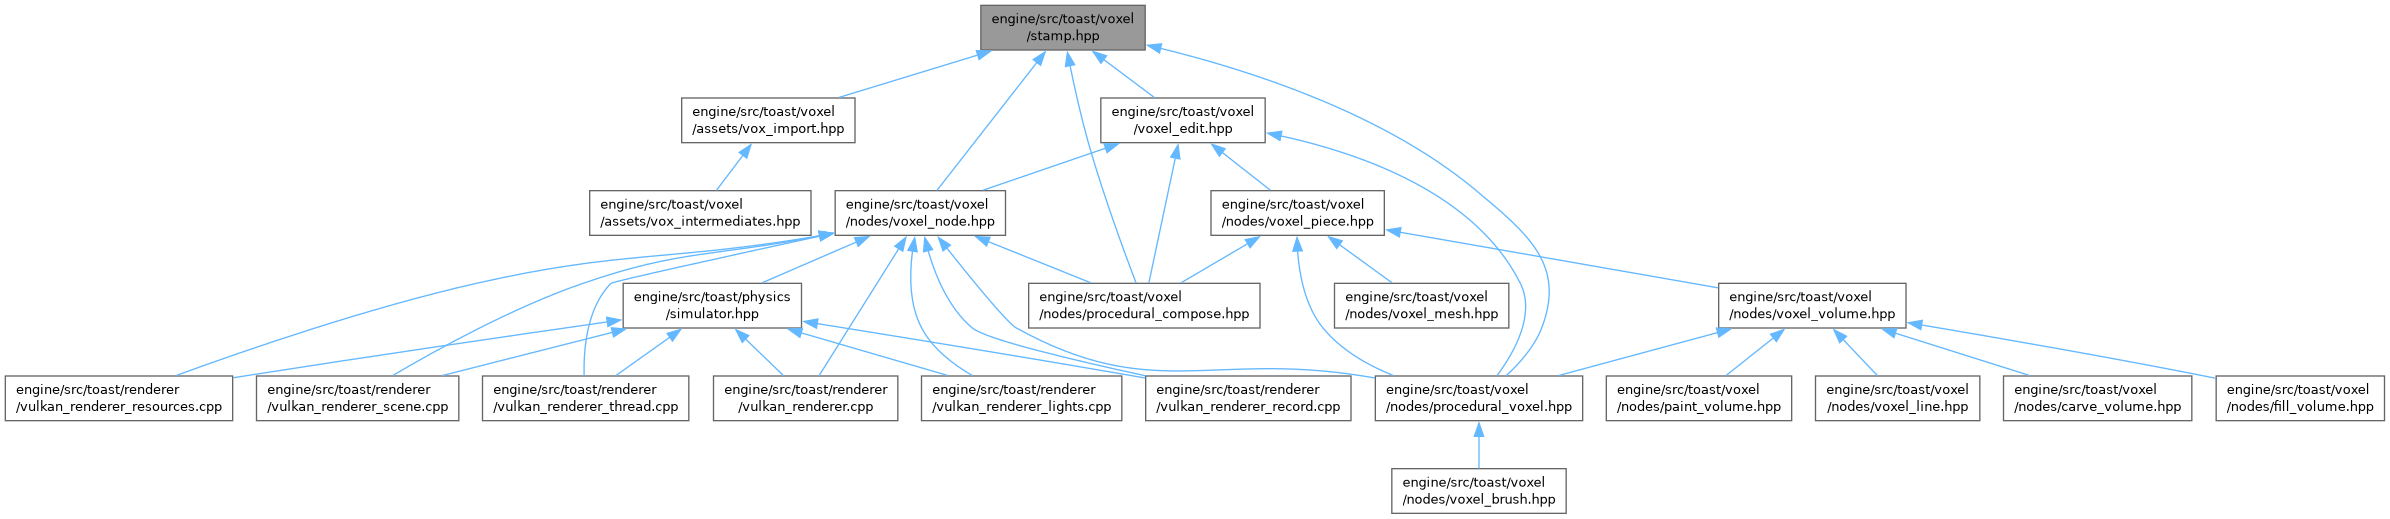 engine/src/toast/voxel
/stamp.hpp
engine/src/toast/voxel
/assets/vox_import.hpp
engine/src/toast/voxel
/voxel_edit.hpp
engine/src/toast/voxel
/assets/vox_intermediates.hpp
engine/src/toast/voxel
/nodes/voxel_node.hpp
engine/src/toast/voxel
/nodes/voxel_piece.hpp
engine/src/toast/physics
/simulator.hpp
engine/src/toast/voxel
/nodes/procedural_compose.hpp
engine/src/toast/voxel
/nodes/voxel_mesh.hpp
engine/src/toast/voxel
/nodes/voxel_volume.hpp
engine/src/toast/renderer
/vulkan_renderer_resources.cpp
engine/src/toast/renderer
/vulkan_renderer_scene.cpp
engine/src/toast/renderer
/vulkan_renderer_thread.cpp
engine/src/toast/renderer
/vulkan_renderer.cpp
engine/src/toast/renderer
/vulkan_renderer_lights.cpp
engine/src/toast/renderer
/vulkan_renderer_record.cpp
engine/src/toast/voxel
/nodes/procedural_voxel.hpp
engine/src/toast/voxel
/nodes/paint_volume.hpp
engine/src/toast/voxel
/nodes/voxel_line.hpp
engine/src/toast/voxel
/nodes/carve_volume.hpp
engine/src/toast/voxel
/nodes/fill_volume.hpp
engine/src/toast/voxel
/nodes/voxel_brush.hpp